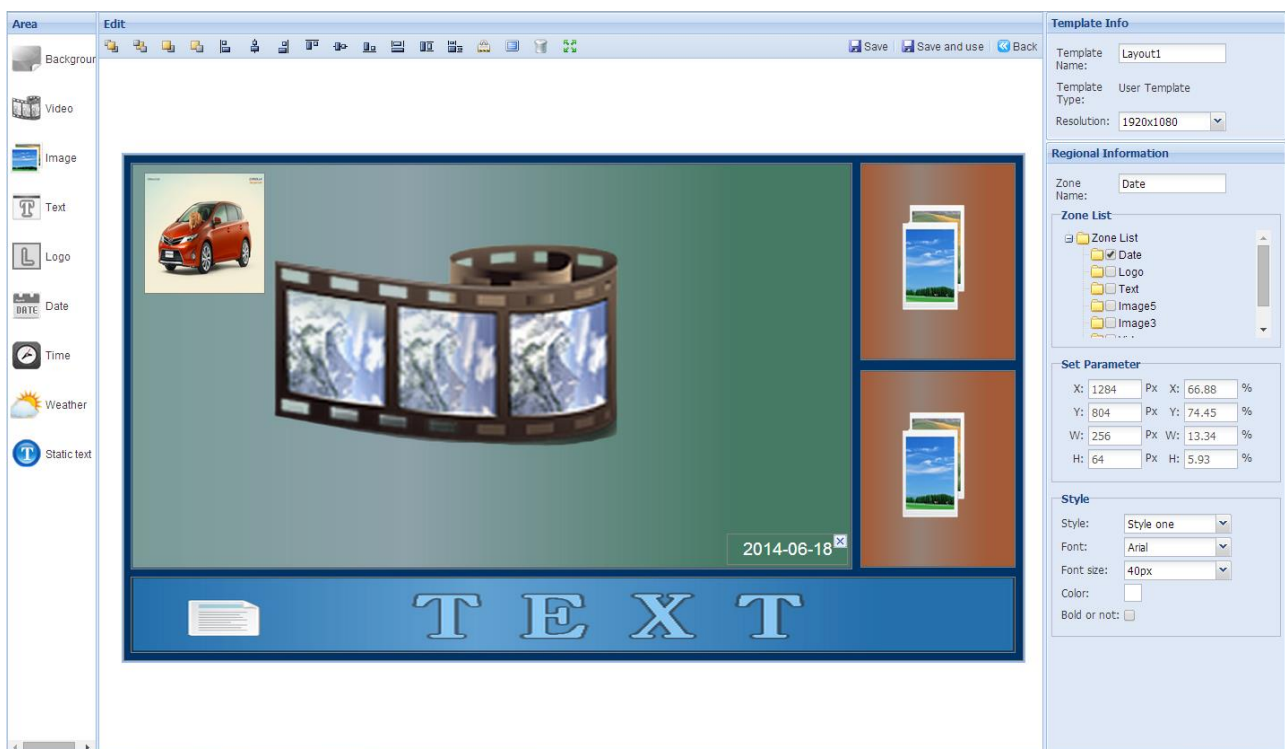 Area
Edit
Template Info
Save
Save and use
Back
Backgroun
Video
Image
Text
Logo
DATE
Date
Time
Weather
Static text
Template Name:
Layout1
Template Type:
User Template
Resolution:
1920x1080
Regional Information
Zone Name:
Date
Zone List
Zone List
Date
Logo
Text
Image5
Image3
Set Parameter
X: 1284 Px X: 66.88 %
Y: 804 Px Y: 74.45 %
W: 256 Px W: 13.34 %
H: 64 Px H: 5.93 %
Style
Style: Style one
Font: Arial
Font size: 40px
Color:
Bold or not:
2014-06-18
TEXT